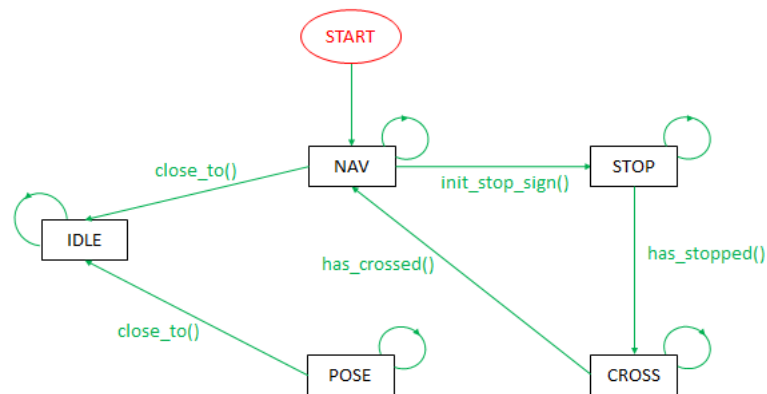 START
NAV
STOP
close_to()
init_stop_sign()
IDLE
has_crossed()
has_stopped()
close_to()
POSE
CROSS